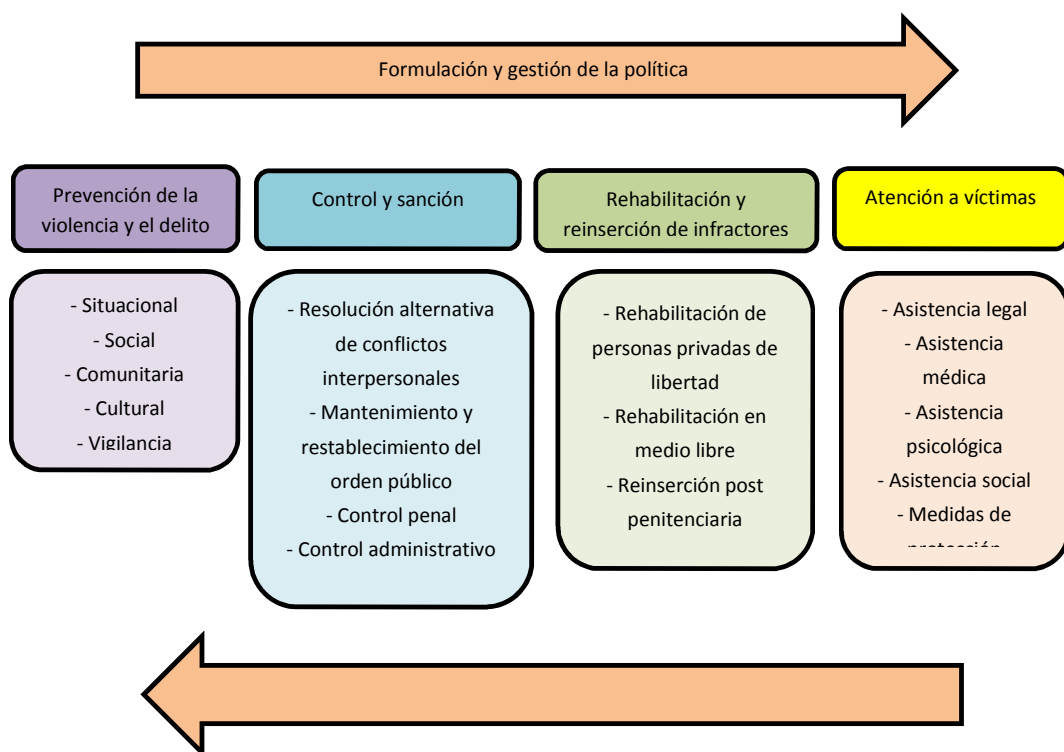 Formulación y gestión de la política
Prevención de la
violencia y el delito
Control y sanción
Rehabilitación y
reinserción de infractores
Atención a víctimas
- Situacional
- Social
- Comunitaria
- Cultural
- Vigilancia
- Resolución alternativa
de conflictos
interpersonales
- Mantenimiento y
restablecimiento del
orden público
- Control penal
- Control administrativo
- Rehabilitación de
personas privadas de
libertad
- Rehabilitación en
medio libre
- Reinserción post
penitenciaria
- Asistencia legal
- Asistencia
médica
- Asistencia
psicológica
- Asistencia social
- Medidas de